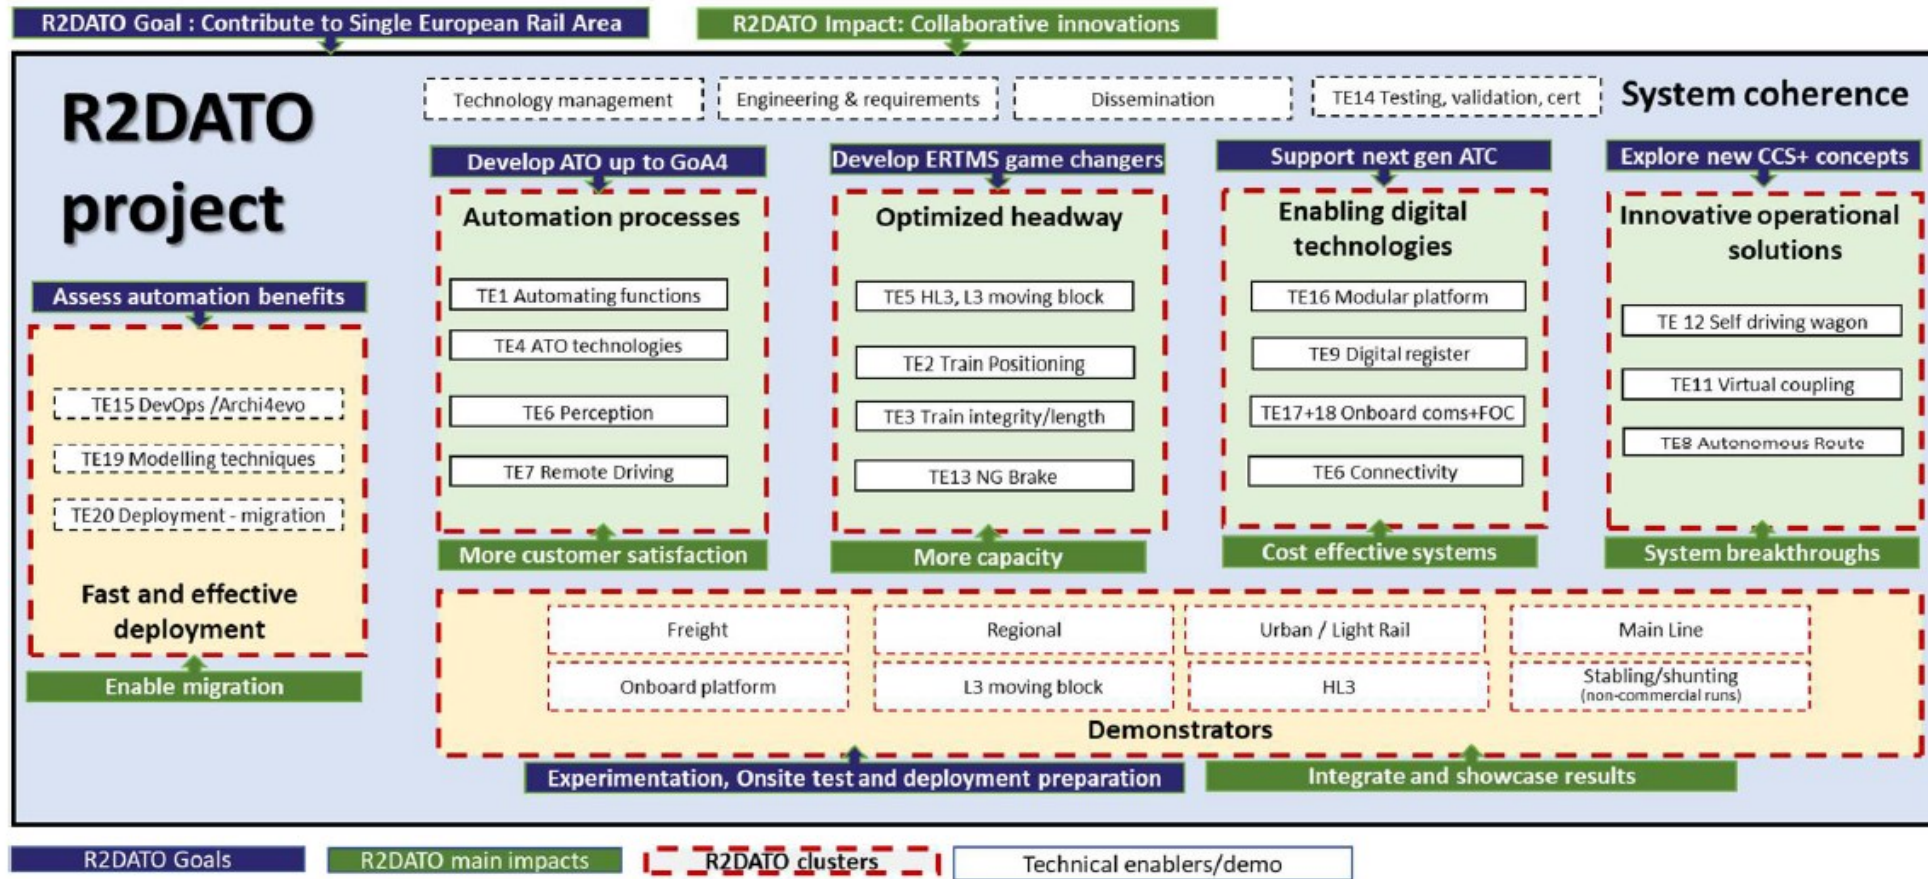 R2DATO Goal : Contribute to Single European Rail Area
R2DATO Impact: Collaborative innovations
R2DATO
project
Technology management
Engineering & requirements
Dissemination
TE14 Testing, validation, cert
System coherence
Assess automation benefits
TE15 DevOps /Archi4evo
TE19 Modelling techniques
TE20 Deployment - migration
Fast and effective
deployment
Enable migration
Develop ATO up to GoA4
Automation processes
TE1 Automating functions
TE4 ATO technologies
TE6 Perception
TE7 Remote Driving
More customer satisfaction
Develop ERTMS game changers
Optimized headway
TE5 HL3, L3 moving block
TE2 Train Positioning
TE3 Train integrity/length
TE13 NG Brake
More capacity
Support next gen ATC
Enabling digital
technologies
TE16 Modular platform
TE9 Digital register
TE17+18 Onboard coms+FOC
TE6 Connectivity
Cost effective systems
Explore new CCS+ concepts
Innovative operational
solutions
TE 12 Self driving wagon
TE11 Virtual coupling
TE8 Autonomous Route
System breakthroughs
Freight
Regional
Urban / Light Rail
Main Line
Onboard platform
L3 moving block
HL3
Stabling/shunting
(non-commercial runs)
Demonstrators
Experimentation, Onsite test and deployment preparation
Integrate and showcase results
R2DATO Goals
R2DATO main impacts
R2DATO clusters
Technical enablers/demo